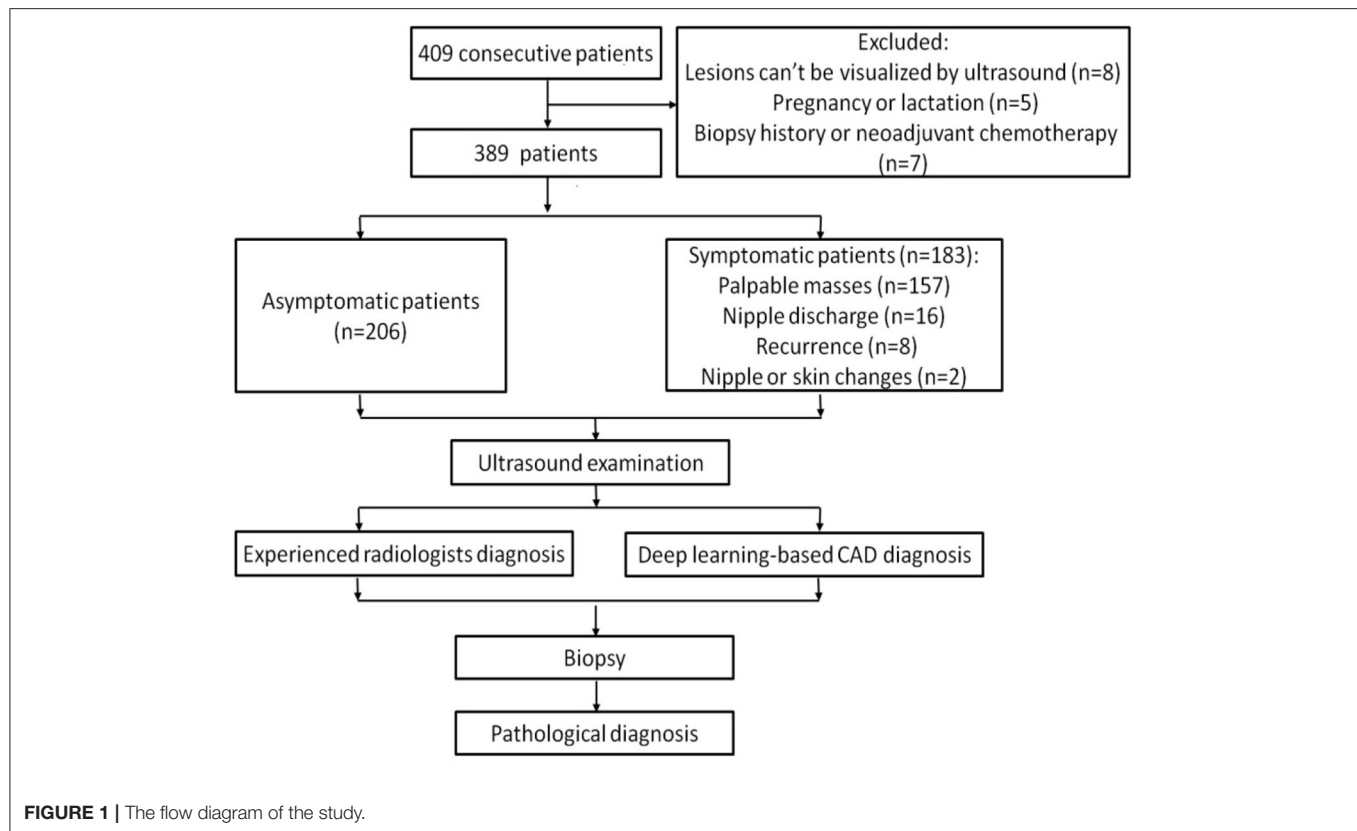 409 consecutive patients
Excluded:
Lesions can't be visualized by ultrasound (n=8)
Pregnancy or lactation (n=5)
Biopsy history or neoadjuvant chemotherapy
(n=7)
389 patients
Asymptomatic patients
(n=206)
Symptomatic patients (n=183):
Palpable masses (n=157)
Nipple discharge (n=16)
Recurrence (n=8)
Nipple or skin changes (n=2)
Ultrasound examination
Experienced radiologists diagnosis
Deep learning-based CAD diagnosis
Biopsy
Pathological diagnosis
FIGURE 1 | The flow diagram of the study.